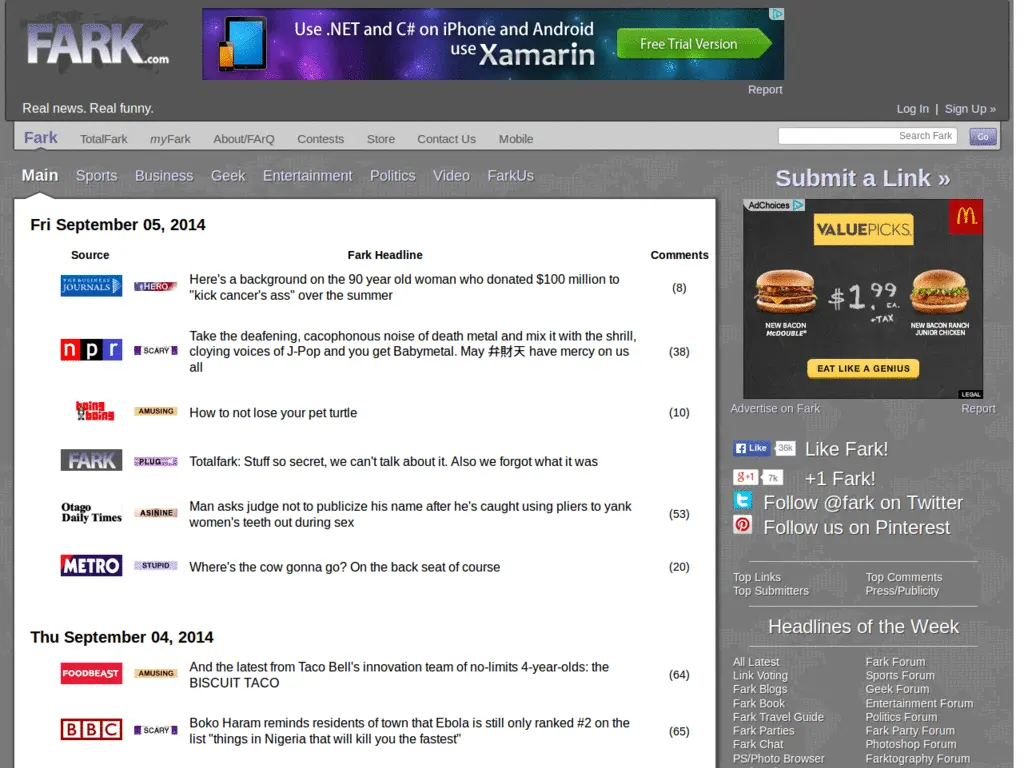 FARK.com
Use .NET and C# on iPhone and Android
use Xamarin
Free Trial Version
Report
Real news. Real funny.
Log In | Sign Up »
Fark TotalFark myFark About/FArQ Contests Store Contact Us Mobile
Search Fark Go
Main Sports Business Geek Entertainment Politics Video FarkUs
Submit a Link »
Fri September 05, 2014
Source Fark Headline Comments
THE BUSINESS
JOURNALS
HERO
Here's a background on the 90 year old woman who donated $100 million to
"kick cancer's ass" over the summer
(8)
npr
SCARY
Take the deafening, cacophonous noise of death metal and mix it with the shrill,
cloying voices of J-Pop and you get Babymetal. May 弁財天 have mercy on us
all
(38)
boing
boing
AMUSING
How to not lose your pet turtle
(10)
FARK
PLUG
Totalfark: Stuff so secret, we can't talk about it. Also we forgot what it was
Otago
Daily Times
ASININE
Man asks judge not to publicize his name after he's caught using pliers to yank
women's teeth out during sex
(53)
METRO
STUPID
Where's the cow gonna go? On the back seat of course
(20)
Thu September 04, 2014
FOODBEAST
AMUSING
And the latest from Taco Bell's innovation team of no-limits 4-year-olds: the
BISCUIT TACO
(64)
BBC
SCARY
Boko Haram reminds residents of town that Ebola is still only ranked #2 on the
list "things in Nigeria that will kill you the fastest"
(65)
AdChoices
VALUEPICKS.
$1.99
EA.
+TAX
NEW BACON
McDOUBLE®
NEW BACON RANCH
JUNIOR CHICKEN
EAT LIKE A GENIUS
LEGAL
Advertise on Fark Report
Like 36k Like Fark!
g+1 7k +1 Fark!
Follow @fark on Twitter
Follow us on Pinterest
Top Links Top Comments
Top Submitters Press/Publicity
Headlines of the Week
All Latest Fark Forum
Link Voting Sports Forum
Fark Blogs Geek Forum
Fark Book Entertainment Forum
Fark Travel Guide Politics Forum
Fark Parties Fark Party Forum
Fark Chat Photoshop Forum
PS/Photo Browser Farktography Forum